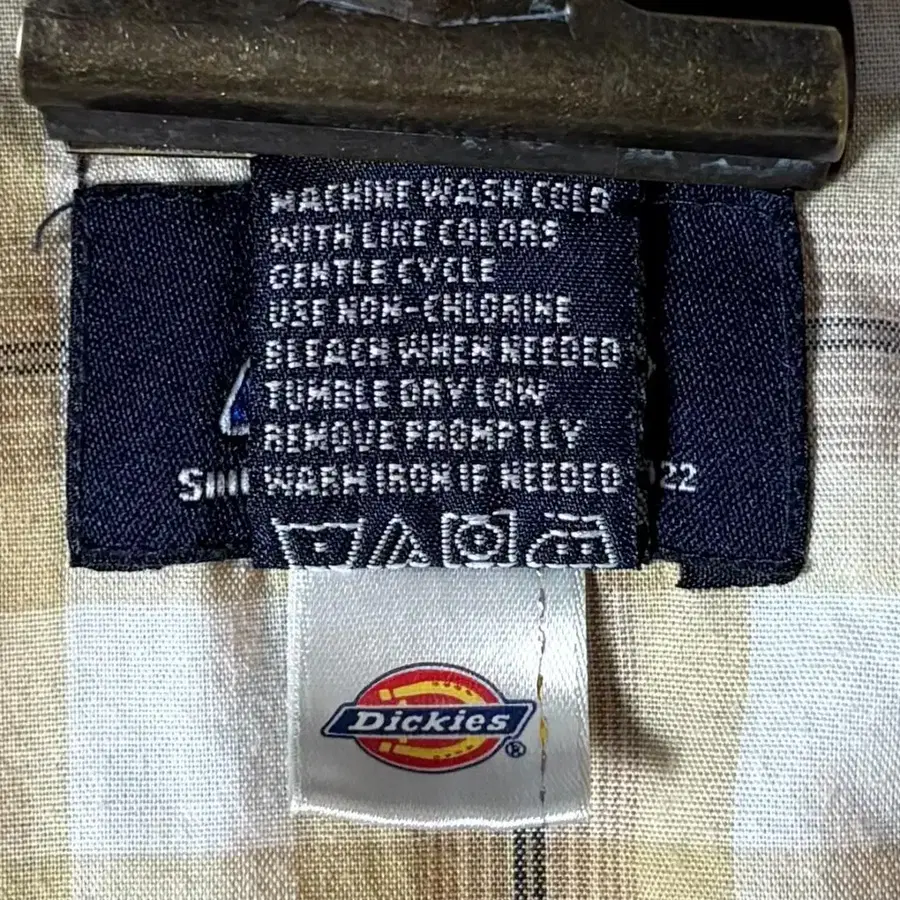 MACHINE WASH COLD
WITH LIKE COLORS
GENTLE CYCLE
USE NON-CHLORINE
BLEACH WHEN NEEDED
TUMBLE DRY LOW
REMOVE PROMPTLY
WARM IRON IF NEEDED
22
Dickies®